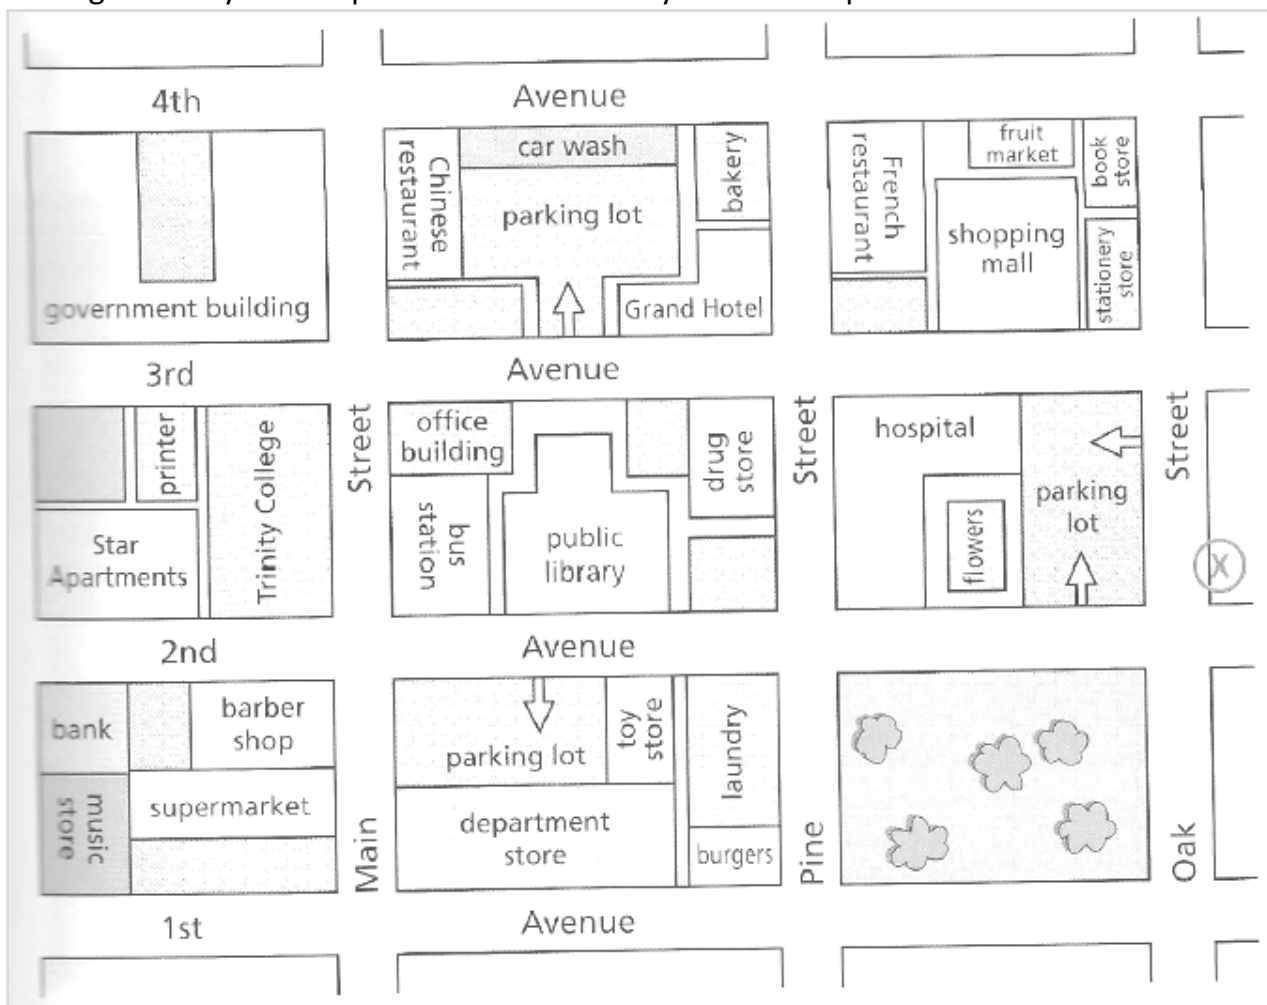 4th
Avenue
Chinese
restaurant
car wash
parking lot
bakery
French
restaurant
fruit
market
book
store
shopping
mall
stationery
store
government building
Grand Hotel
3rd
Avenue
printer
Trinity College
Star
Apartments
Street
office
building
bus
station
public
library
drug
store
Street
hospital
flowers
parking
lot
Street
X
2nd
Avenue
bank
barber
shop
music
store
supermarket
Main
parking lot
toy
store
laundry
department
store
burgers
Pine
Oak
1st
Avenue